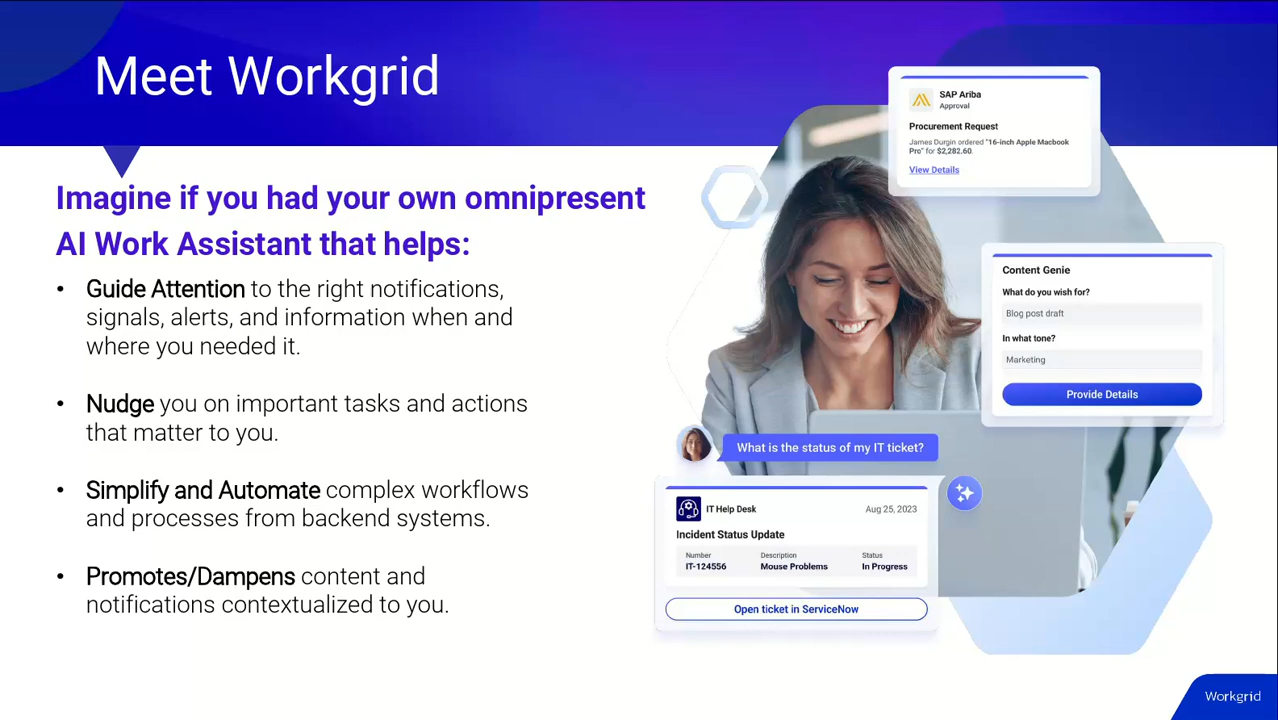 Meet Workgrid
Imagine if you had your own omnipresent
AI Work Assistant that helps:
• Guide Attention to the right notifications,
signals, alerts, and information when and
where you needed it.
• Nudge you on important tasks and actions
that matter to you.
• Simplify and Automate complex workflows
and processes from backend systems.
• Promotes/Dampens content and
notifications contextualized to you.
SAP Ariba
Approval
Procurement Request
James Durgin ordered "16-inch Apple Macbook
Pro" for $2,282.60.
View Details
Content Genie
What do you wish for?
Blog post draft
In what tone?
Marketing
Provide Details
What is the status of my IT ticket?
IT Help Desk Aug 25, 2023
Incident Status Update
Number Description Status
IT-124556 Mouse Problems In Progress
Open ticket in ServiceNow
Workgrid